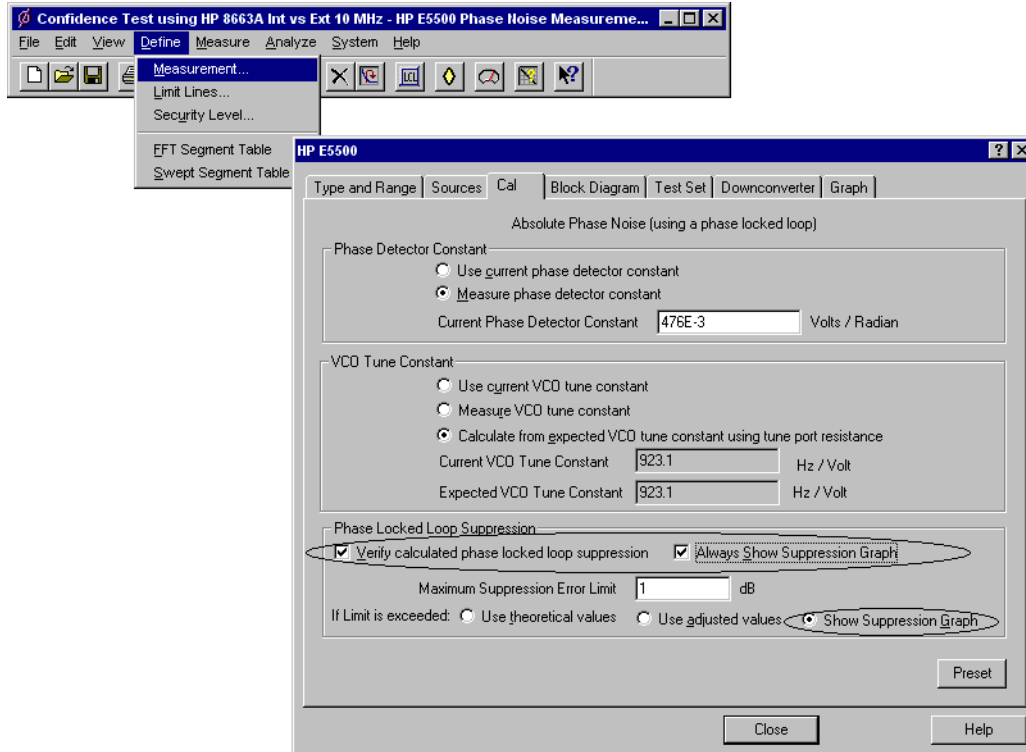 Confidence Test using HP 8663A Int vs Ext 10 MHz - HP E5500 Phase Noise Measureme...
File Edit View Define Measure Analyze System Help
Measurement...
Limit Lines...
Security Level...
FFT Segment Table
Swept Segment Table
HP E5500
Type and Range Sources Cal Block Diagram Test Set Downconverter Graph
Absolute Phase Noise (using a phase locked loop)
Phase Detector Constant
Use current phase detector constant
Measure phase detector constant
Current Phase Detector Constant 476E-3 Volts / Radian
VCO Tune Constant
Use current VCO tune constant
Measure VCO tune constant
Calculate from expected VCO tune constant using tune port resistance
Current VCO Tune Constant 923.1 Hz / Volt
Expected VCO Tune Constant 923.1 Hz / Volt
Phase Locked Loop Suppression
Verify calculated phase locked loop suppression Always Show Suppression Graph
Maximum Suppression Error Limit 1 dB
If Limit is exceeded: Use theoretical values Use adjusted values Show Suppression Graph
Preset
Close Help